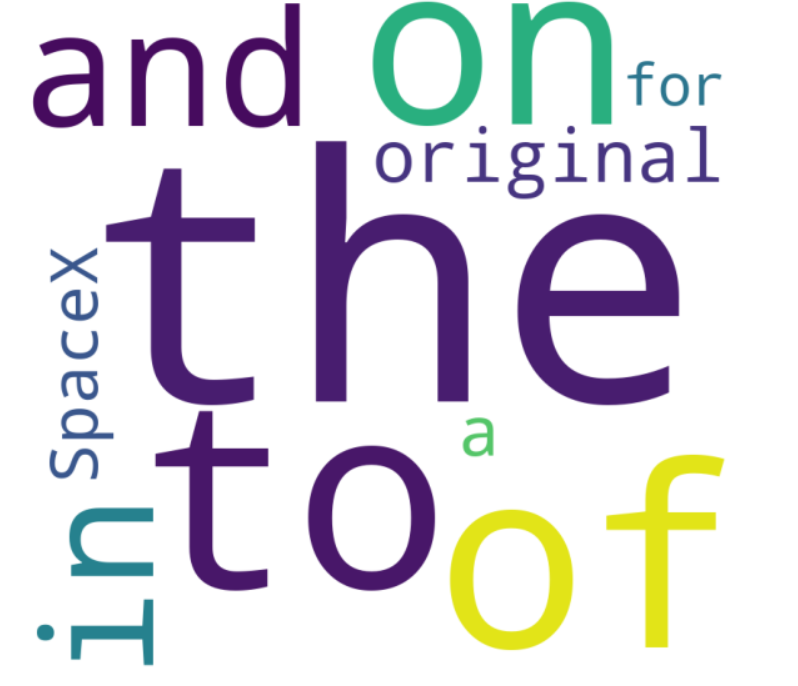 and on
for
original
the
SpaceX
to
a
of
in